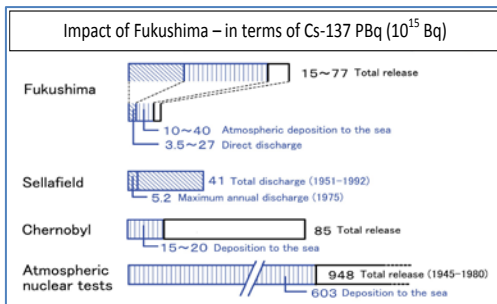 Impact of Fukushima – in terms of Cs-137 PBq (10¹⁵ Bq)
Fukushima
15~77 Total release
10~40 Atmospheric deposition to the sea
3.5~27 Direct discharge
Sellafield
41 Total discharge (1951-1992)
5.2 Maximum annual discharge (1975)
Chernobyl
85 Total release
15~20 Deposition to the sea
Atmospheric
nuclear tests
948 Total release (1945-1980)
603 Deposition to the sea